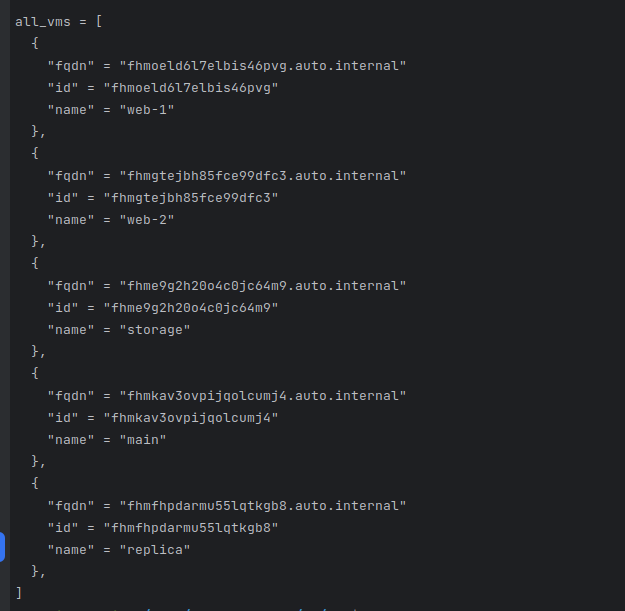 all_vms = [
  {
    "fqdn" = "fhmoeld6l7elbis46pvg.auto.internal"
    "id" = "fhmoeld6l7elbis46pvg"
    "name" = "web-1"
  },
  {
    "fqdn" = "fhmgtejbh85fce99dfc3.auto.internal"
    "id" = "fhmgtejbh85fce99dfc3"
    "name" = "web-2"
  },
  {
    "fqdn" = "fhme9g2h20o4c0jc64m9.auto.internal"
    "id" = "fhme9g2h20o4c0jc64m9"
    "name" = "storage"
  },
  {
    "fqdn" = "fhmkav3ovpijqolcumj4.auto.internal"
    "id" = "fhmkav3ovpijqolcumj4"
    "name" = "main"
  },
  {
    "fqdn" = "fhmfhpdarmu55lqtkgb8.auto.internal"
    "id" = "fhmfhpdarmu55lqtkgb8"
    "name" = "replica"
  },
]